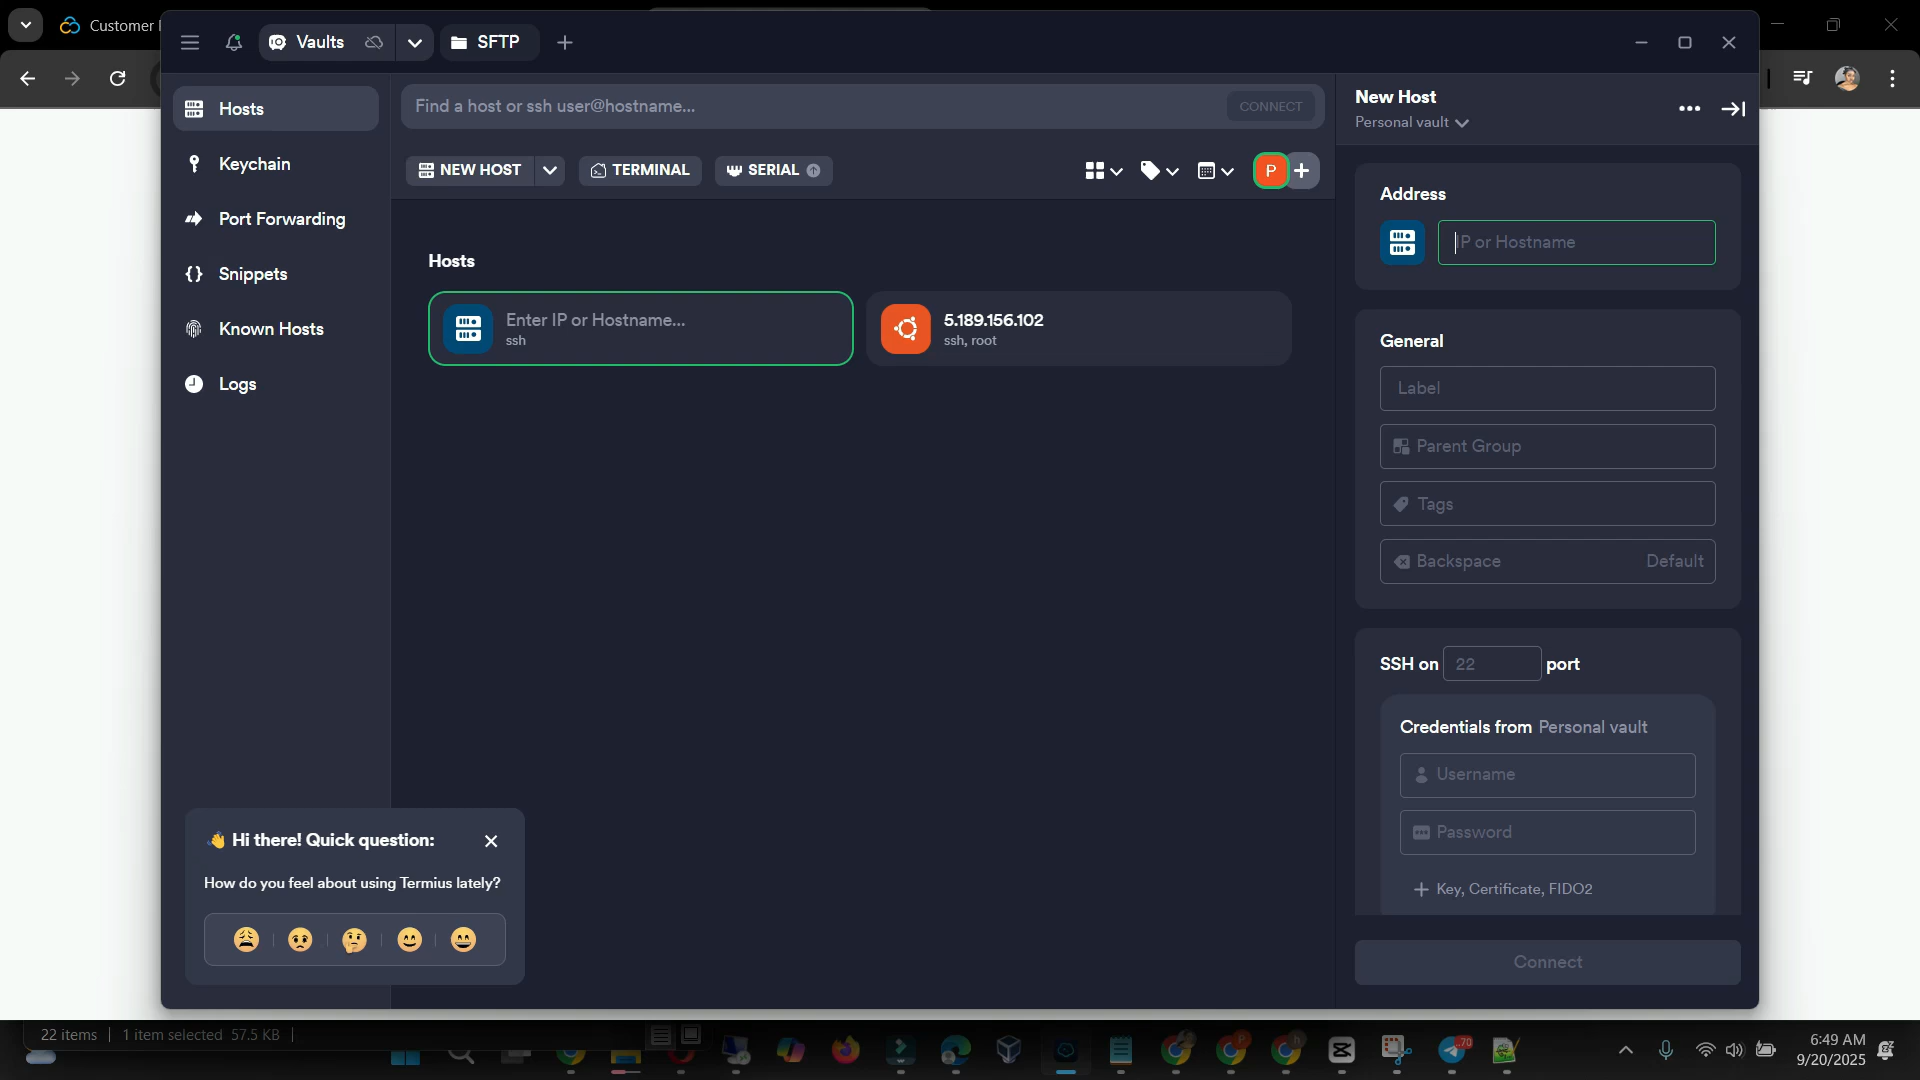 Customer
Vaults
SFTP
Hosts
Keychain
Port Forwarding
Snippets
Known Hosts
Logs
Find a host or ssh user@hostname...
CONNECT
NEW HOST
TERMINAL
SERIAL
P
Hosts
Enter IP or Hostname...
ssh
5.189.156.102
ssh, root
New Host
Personal vault
Address
IP or Hostname
General
Label
Parent Group
Tags
Backspace Default
SSH on 22 port
Credentials from Personal vault
Username
Password
Key, Certificate, FIDO2
Connect
Hi there! Quick question:
How do you feel about using Termius lately?
22 items 1 item selected 57.5 KB
70
6:49 AM
9/20/2025